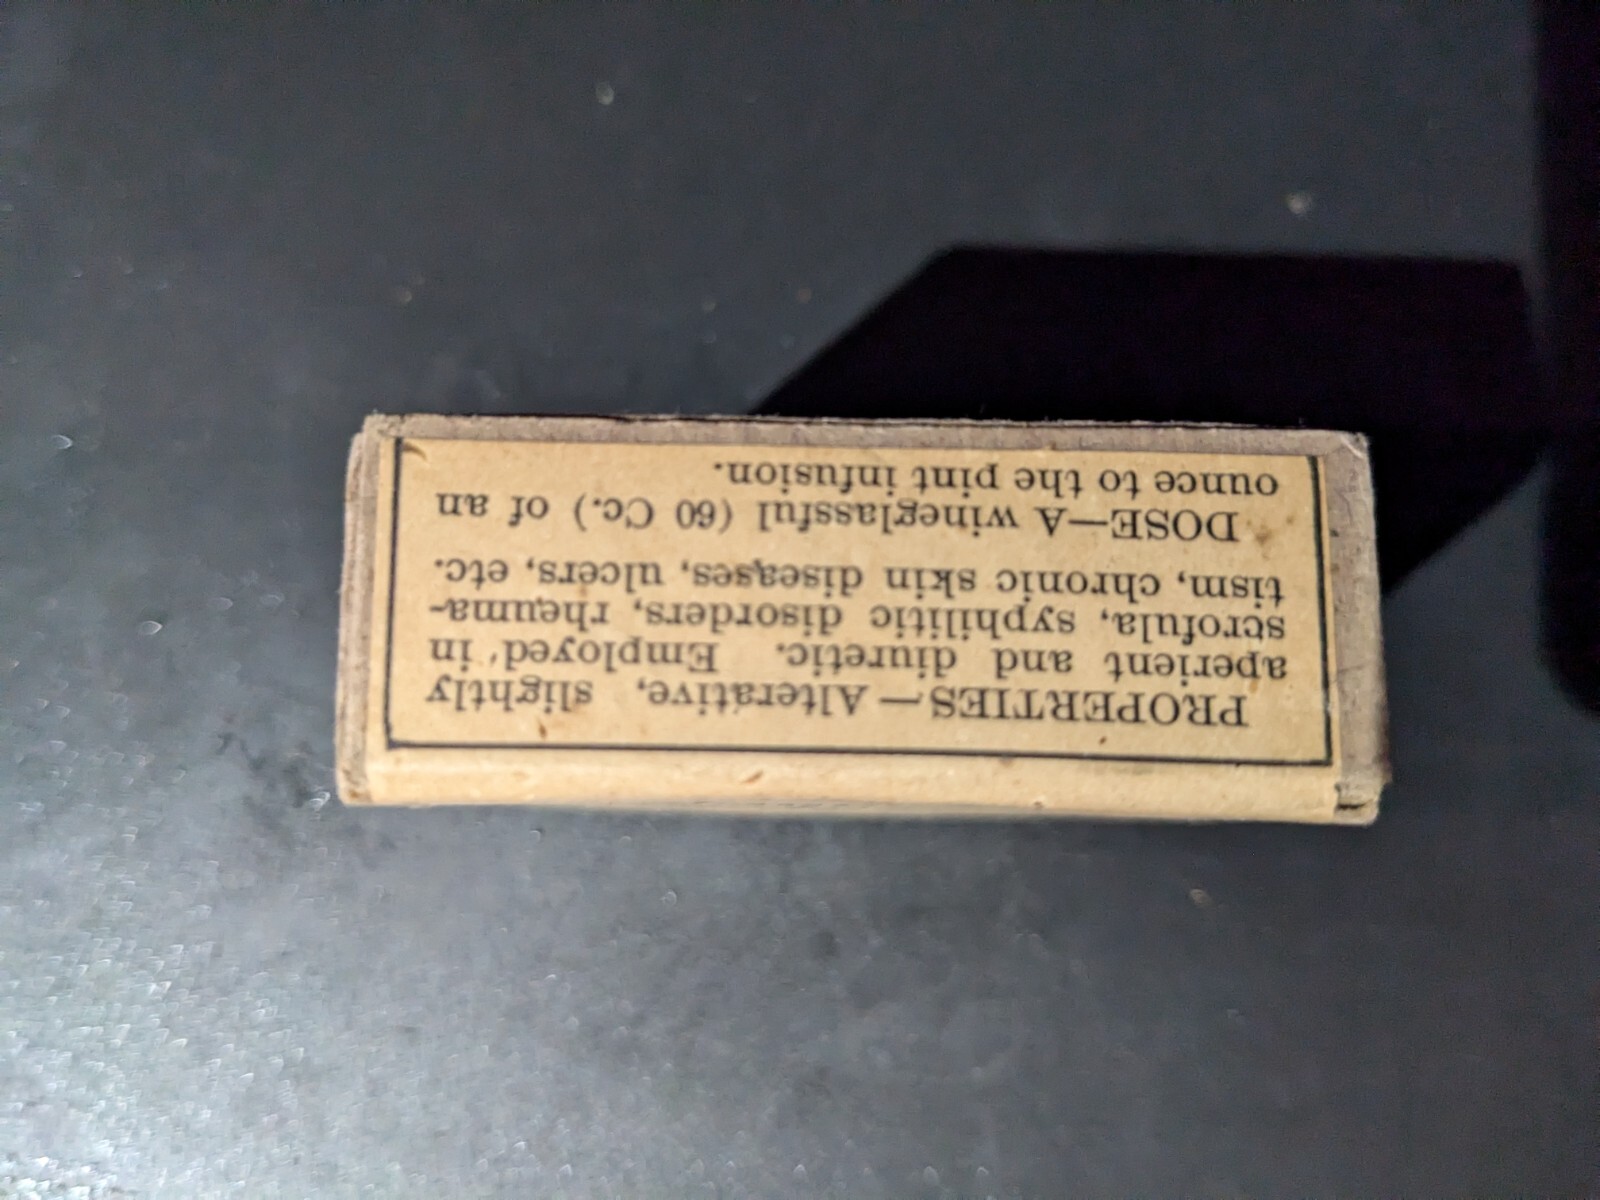 PROPERTIES—Alterative, slightly
aperient and diuretic. Employed in
scrofula, syphilitic disorders, rheuma-
tism, chronic skin diseases, ulcers, etc.
DOSE—A wineglassful (60 Cc.) of an
ounce to the pint infusion.